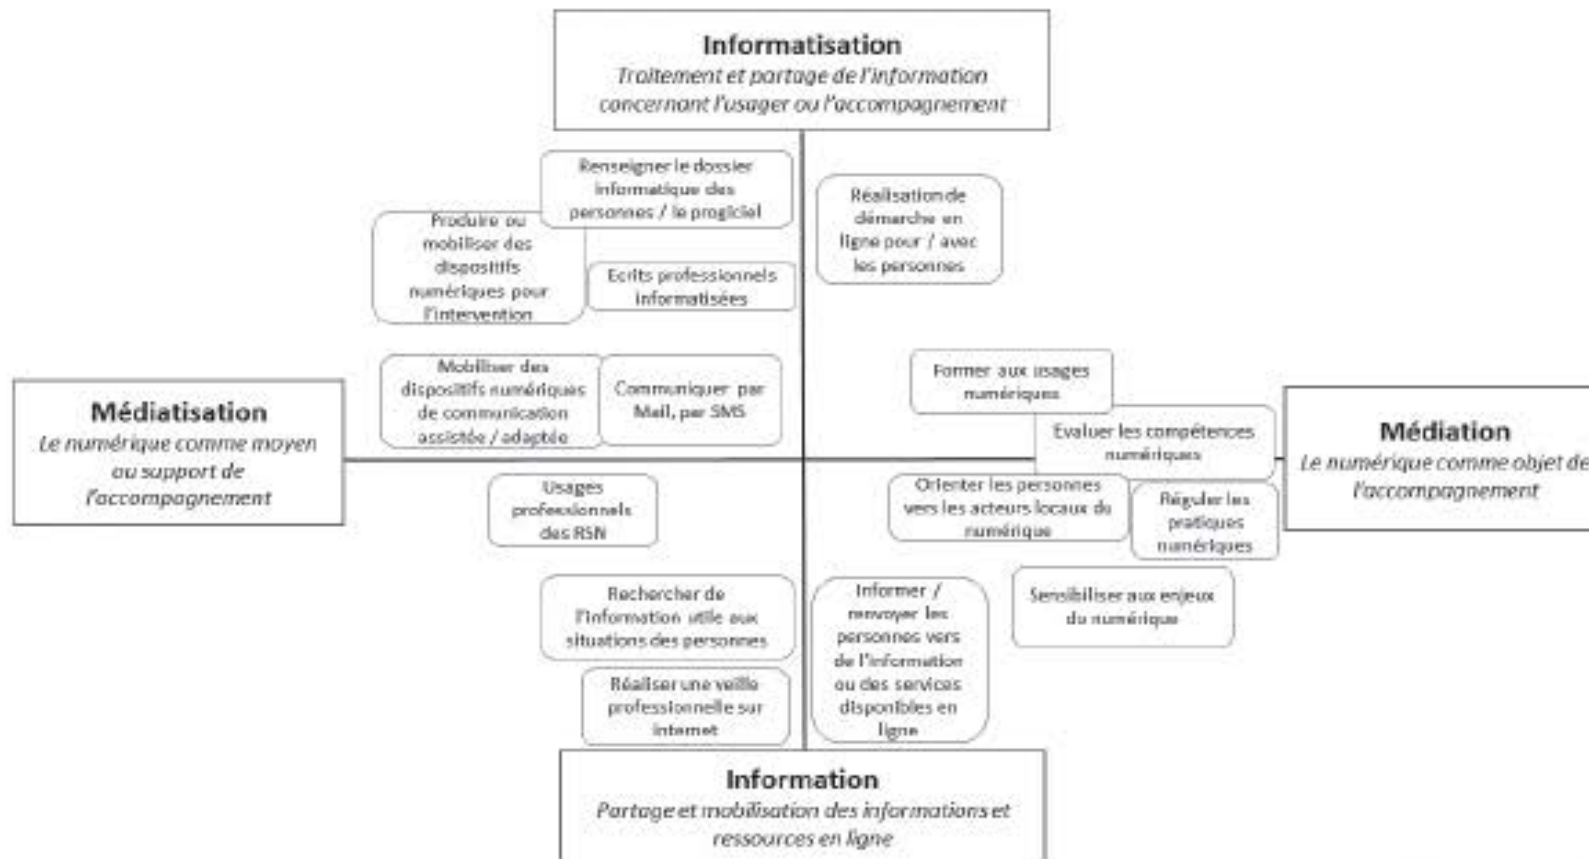 Informatisation
Traitement et partage de l'information
concernant l'usager ou l'accompagnement
Renseigner le dossier
informatique des
personnes / le progiciel
Réalisation de
démarche en
ligne pour / avec
les personnes
Produire ou
mobiliser des
dispositifs
numériques pour
l'intervention
Ecrits professionnels
informatisées
Mobiliser des
dispositifs numériques
de communication
assistée / adaptée
Communiquer par
Mail, par SMS
Former aux usages
numériques
Médiatisation
Le numérique comme moyen
ou support de
l'accompagnement
Evaluer les compétences
numériques
Médiation
Le numérique comme objet de
l'accompagnement
Usages
professionnels
des RSN
Orienter les personnes
vers les acteurs locaux du
numérique
Réguler les
pratiques
numériques
Rechercher de
l'information utile aux
situations des personnes
Informer /
renvoyer les
personnes vers
de l'information
ou des services
disponibles en
ligne
Sensibiliser aux enjeux
du numérique
Réaliser une veille
professionnelle sur
internet
Information
Partage et mobilisation des informations et
ressources en ligne